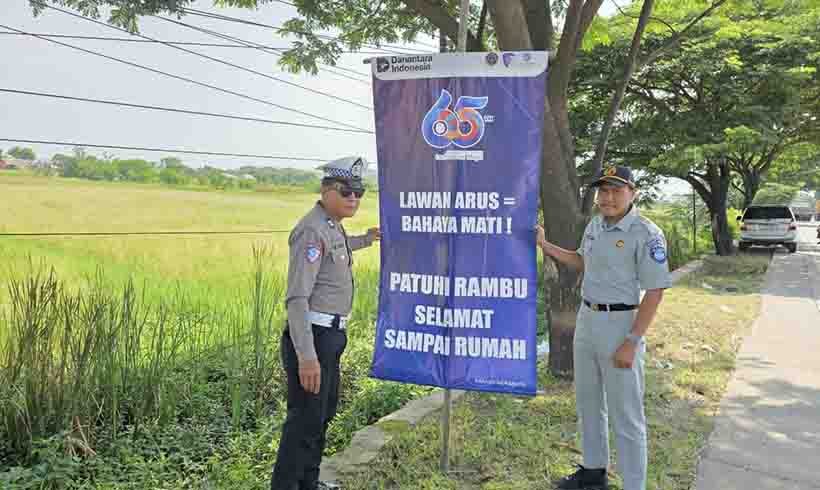 Danantara
Indonesia
65
LAWAN ARUS =
BAHAYA MATI !
PATUHI RAMBU
SELAMAT
SAMPAI RUMAH